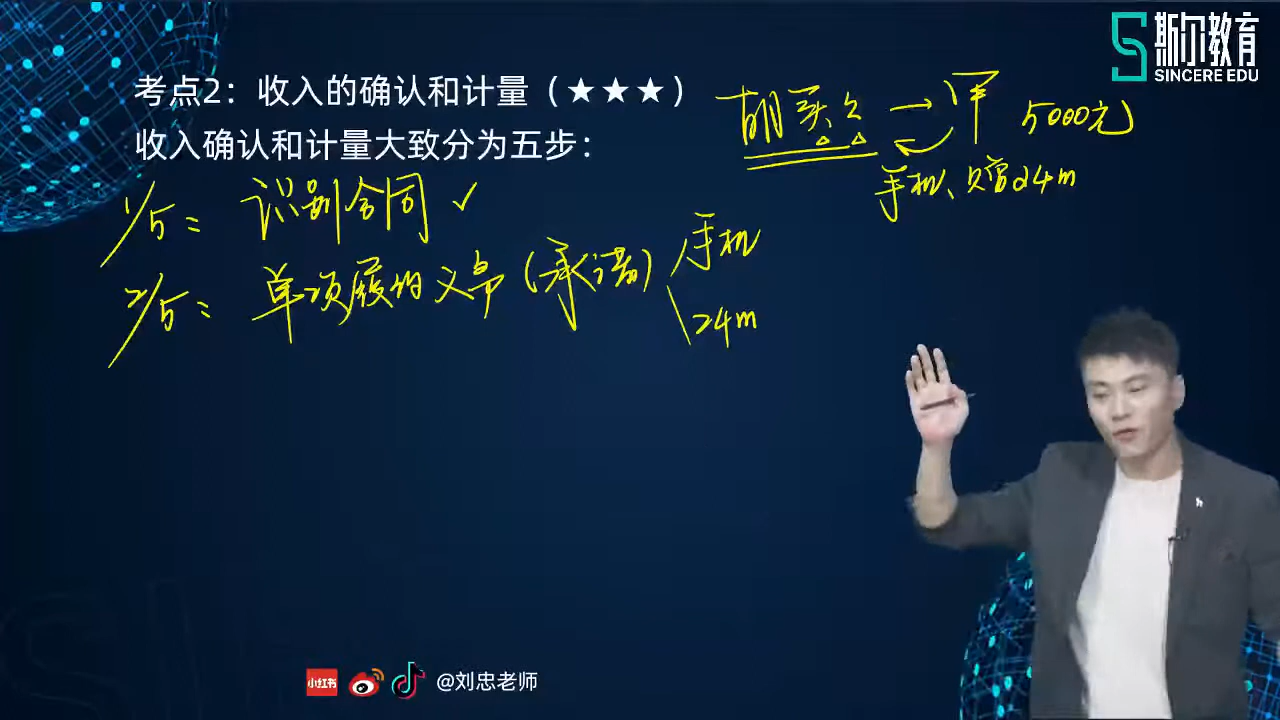 斯尔教育
SINCERE EDU
考点2：收入的确认和计量（★★★）
收入确认和计量大致分为五步：
胡买欠 → 甲 5000元
手机、赠24m
1/5: 识别合同 ✓
2/5: 单项履约义务（承诺）
手机
24m
小红书
@刘忠老师